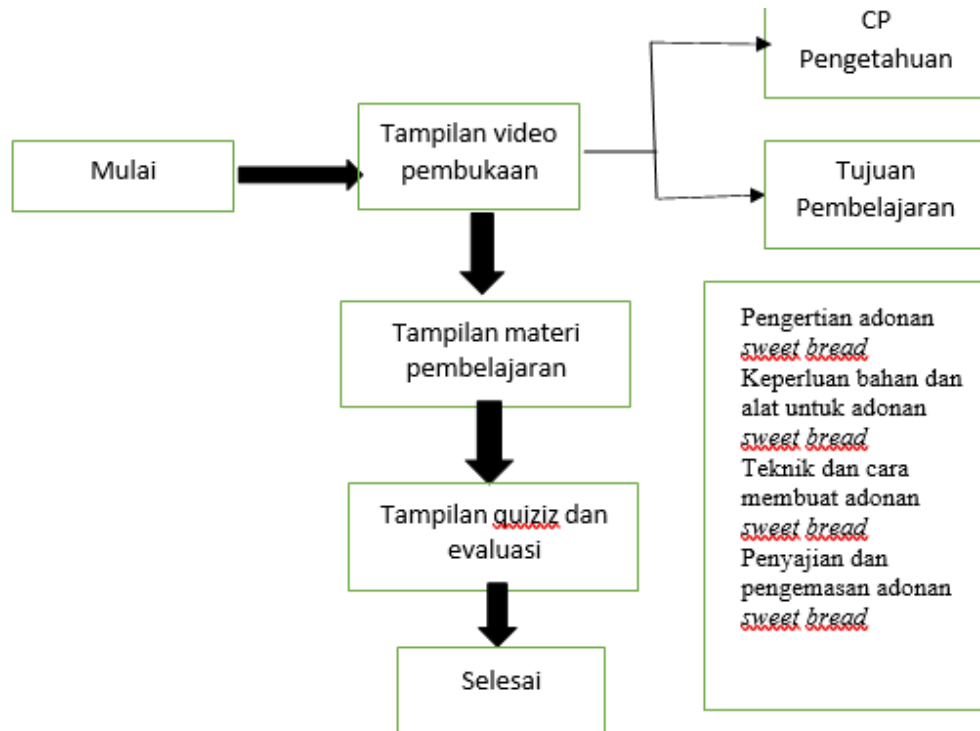 CP
Pengetahuan
Mulai
Tampilan video
pembukaan
Tujuan
Pembelajaran
Tampilan materi
pembelajaran
Pengertian adonan
sweet bread
Keperluan bahan dan
alat untuk adonan
sweet bread
Teknik dan cara
membuat adonan
sweet bread
Penyajian dan
pengemasan adonan
sweet bread
Tampilan quiziz dan
evaluasi
Selesai